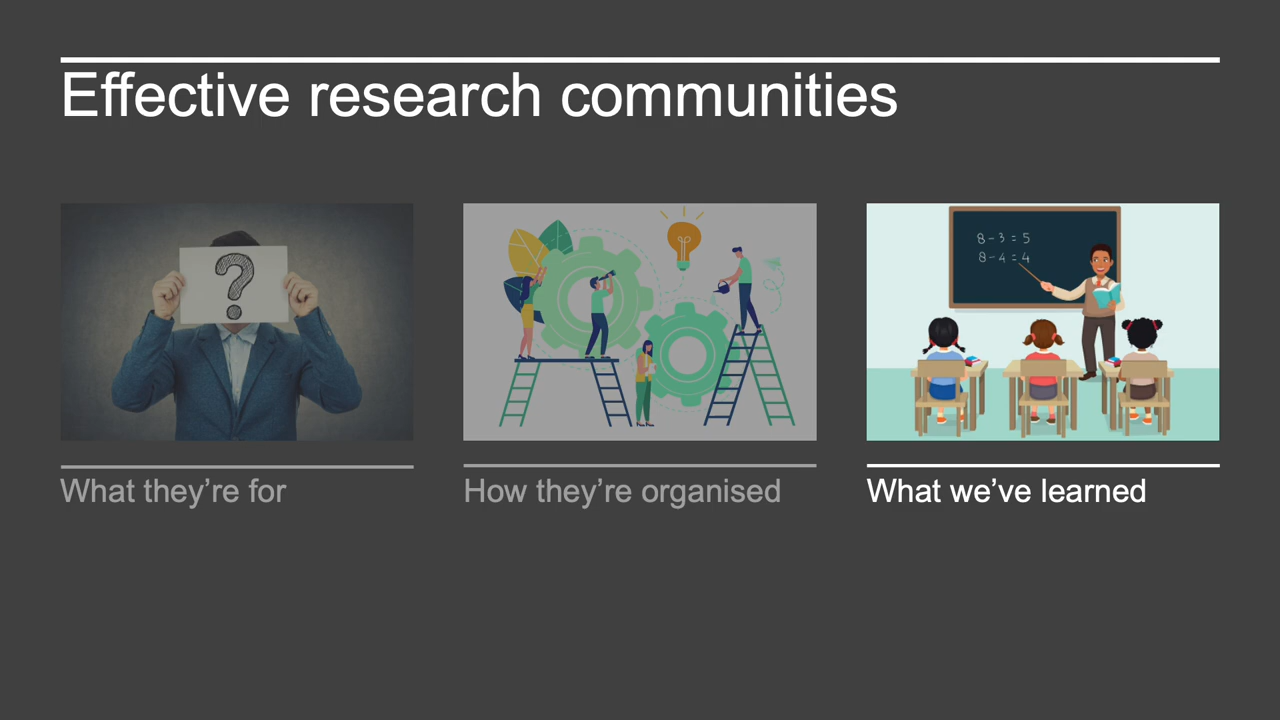 Effective research communities
?
8-3=5
8-4=4
What they're for
How they're organised
What we've learned